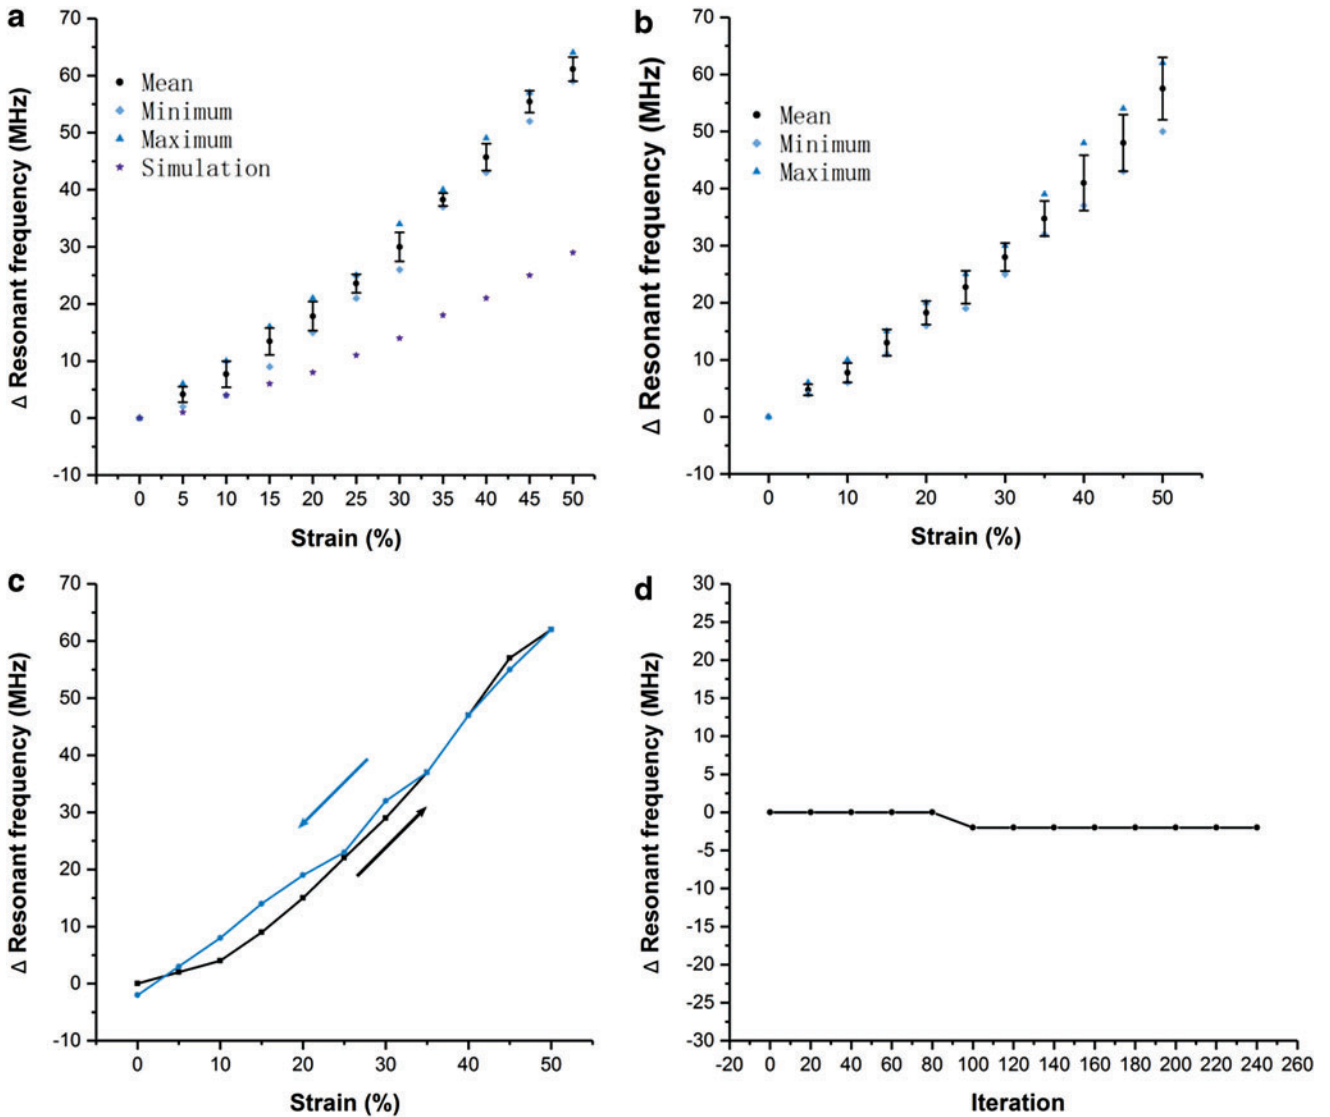 a
Δ Resonant frequency (MHz)
70
60
50
40
30
20
10
0
-10
Mean
Minimum
Maximum
Simulation
0 5 10 15 20 25 30 35 40 45 50
Strain (%)
b
Δ Resonant frequency (MHz)
70
60
50
40
30
20
10
0
-10
Mean
Minimum
Maximum
0 10 20 30 40 50
Strain (%)
c
Δ Resonant frequency (MHz)
70
60
50
40
30
20
10
0
-10
0 10 20 30 40 50
Strain (%)
d
Δ Resonant frequency (MHz)
30
25
20
15
10
5
0
-5
-10
-15
-20
-25
-30
-20 0 20 40 60 80 100 120 140 160 180 200 220 240 260
Iteration